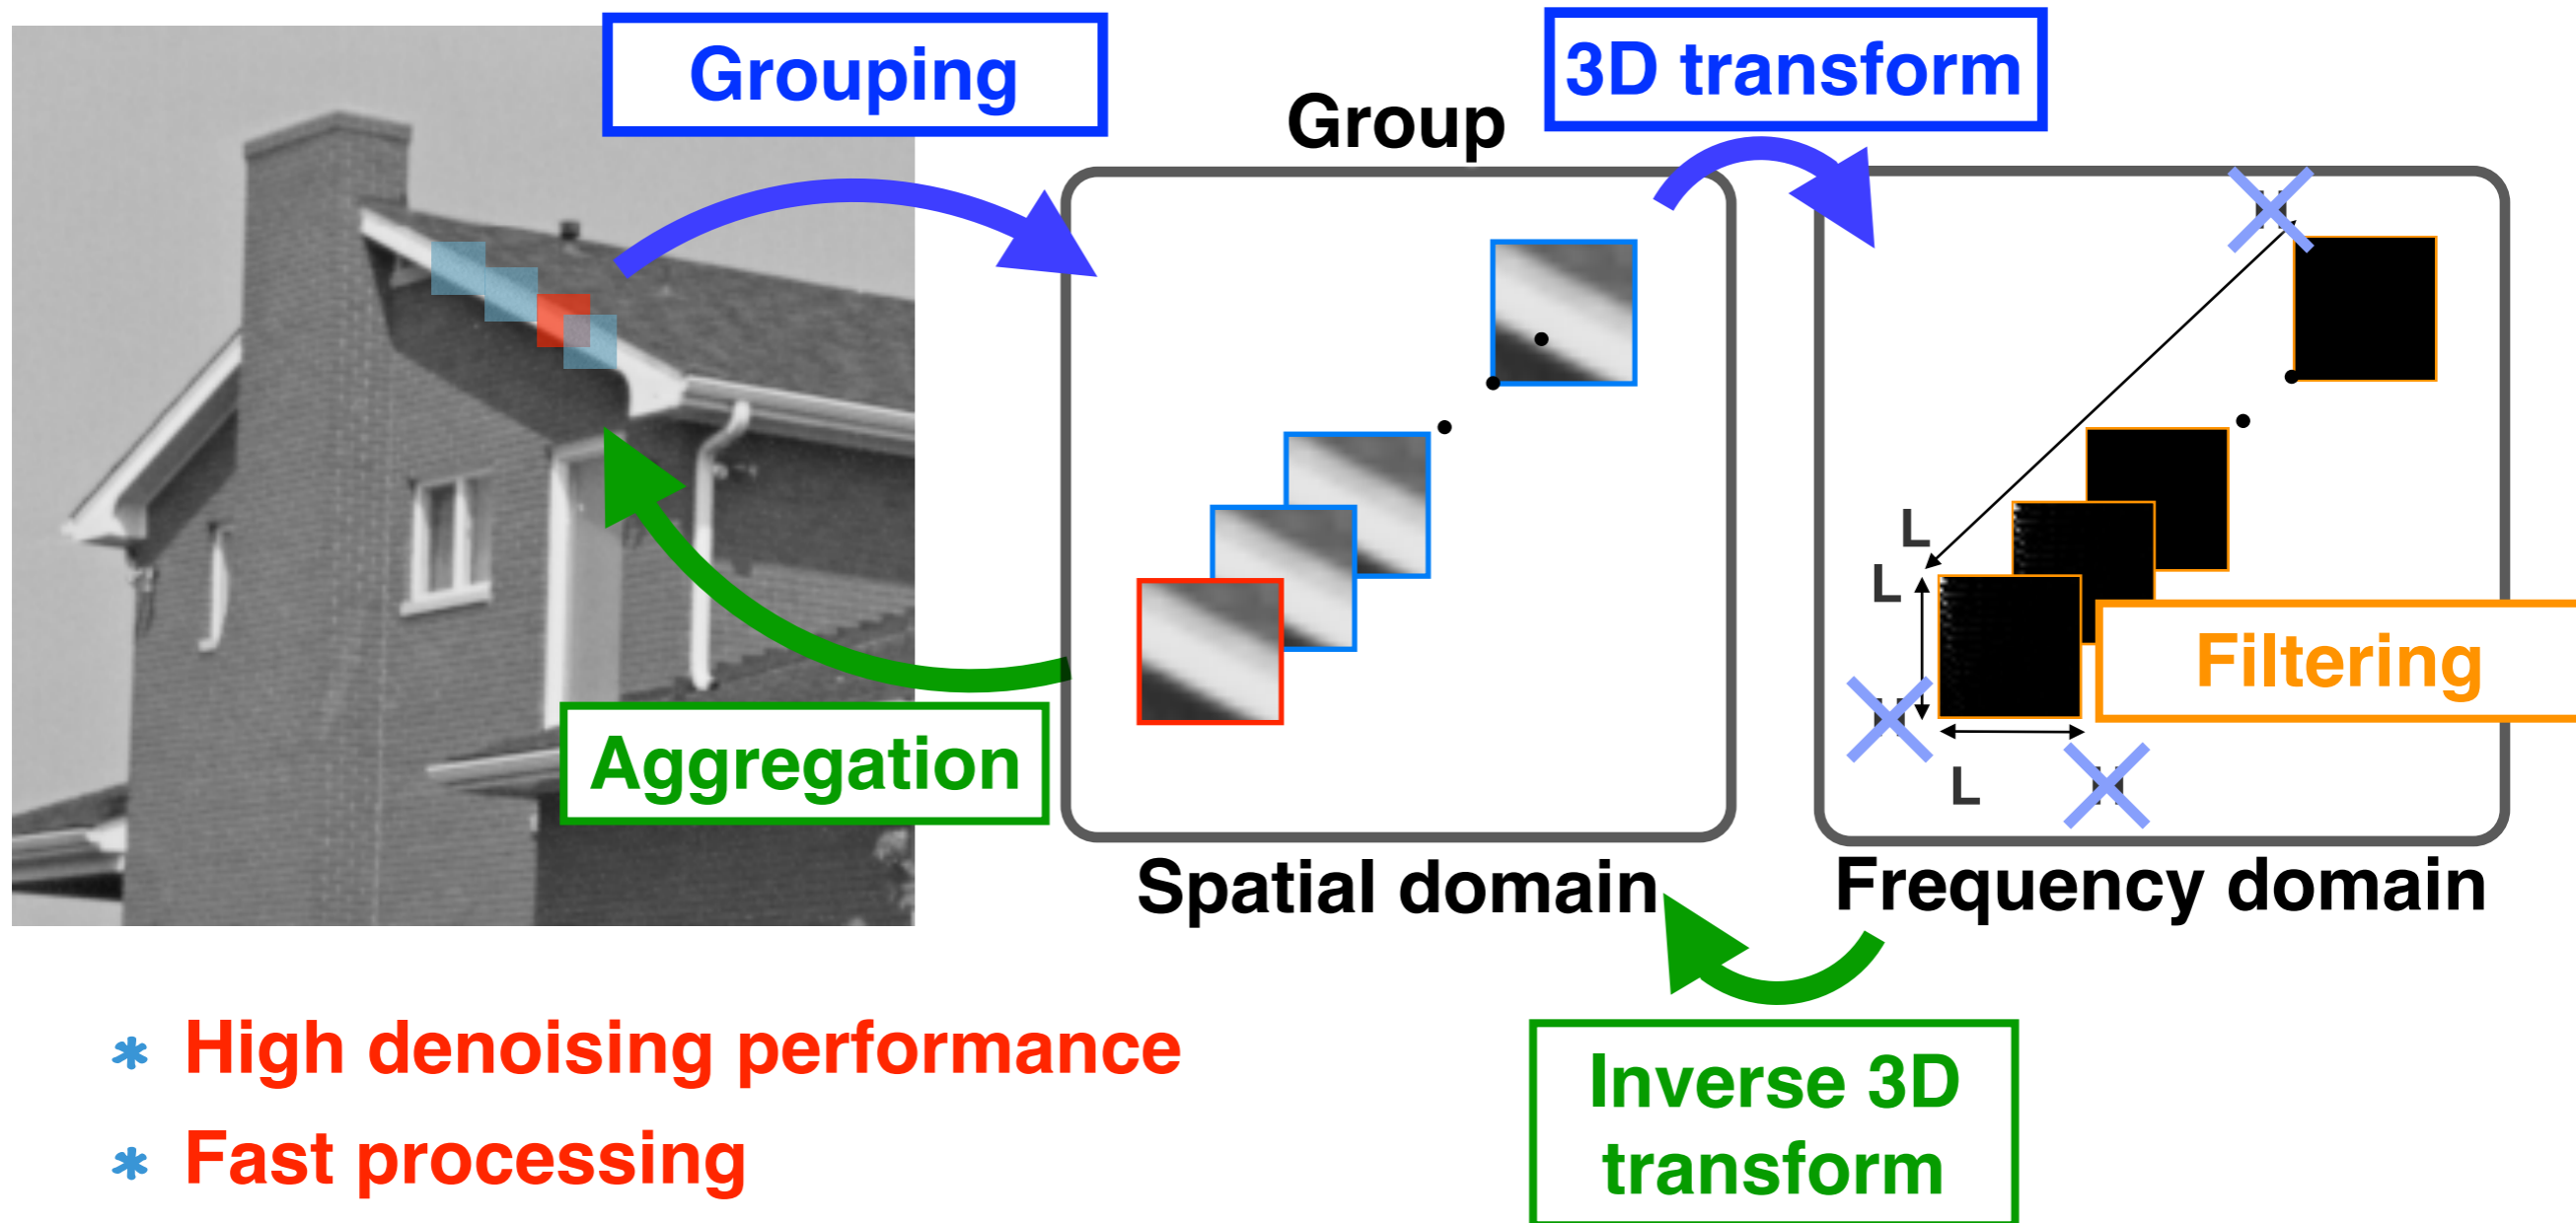 Grouping
3D transform
Group
L
L
Filtering
Aggregation
L
Spatial domain
Frequency domain
* High denoising performance
* Fast processing
Inverse 3D
transform